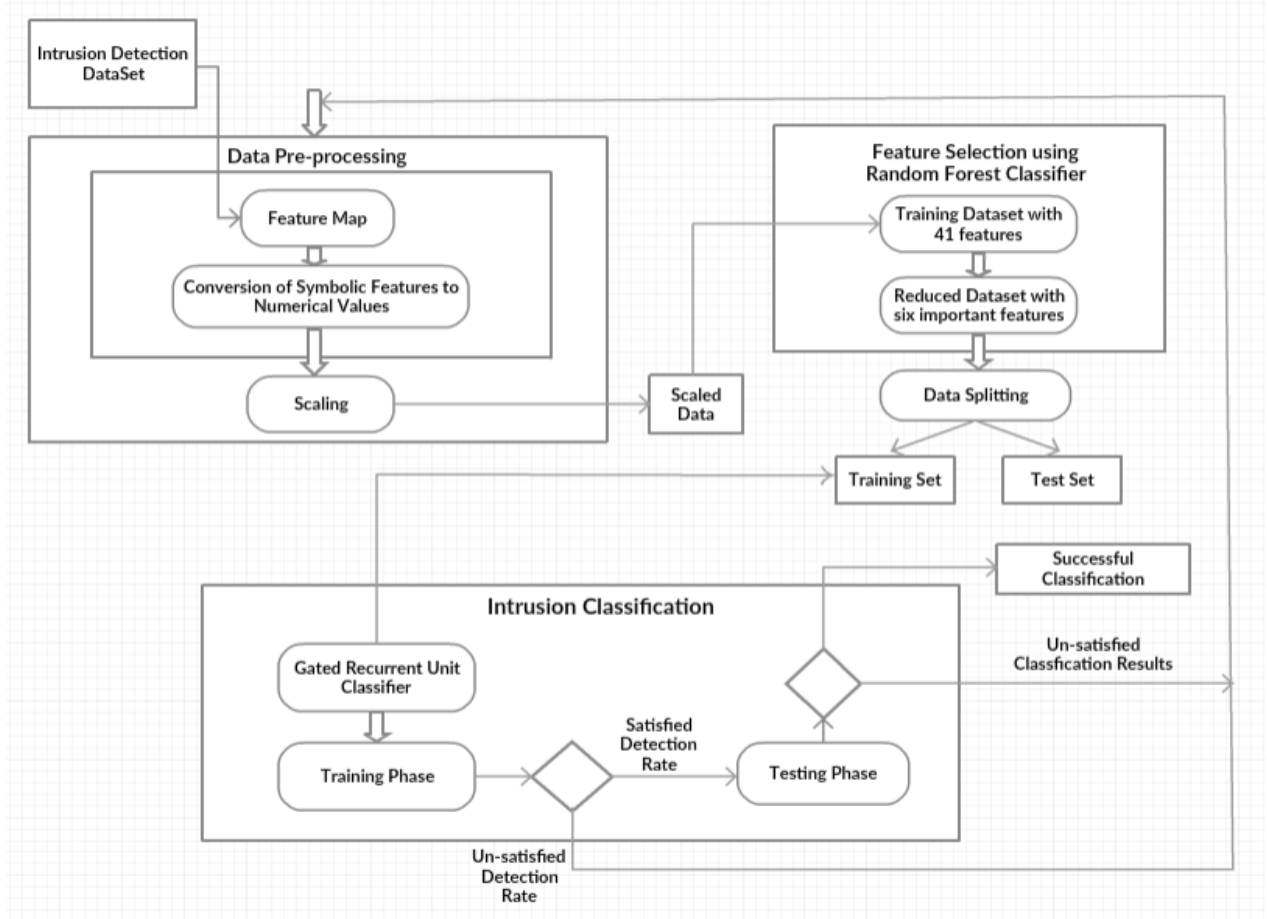 Intrusion Detection
DataSet
Data Pre-processing
Feature Map
Conversion of Symbolic Features to
Numerical Values
Scaling
Scaled
Data
Feature Selection using
Random Forest Classifier
Training Dataset with
41 features
Reduced Dataset with
six important features
Data Splitting
Training Set
Test Set
Successful
Classification
Intrusion Classification
Gated Recurrent Unit
Classifier
Training Phase
Satisfied
Detection
Rate
Testing Phase
Un-satisfied
Classfication Results
Un-satisfied
Detection
Rate